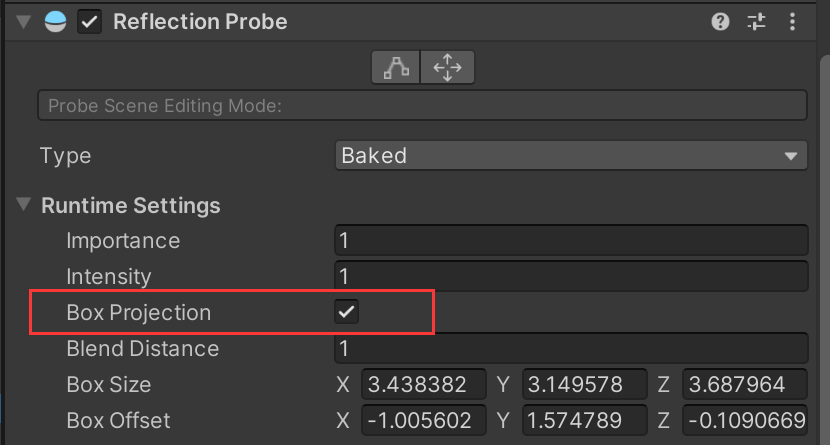 Reflection Probe
Probe Scene Editing Mode:
Type Baked
Runtime Settings
Importance 1
Intensity 1
Box Projection
Blend Distance 1
Box Size X 3.438382 Y 3.149578 Z 3.687964
Box Offset X -1.005602 Y 1.574789 Z -0.1090669